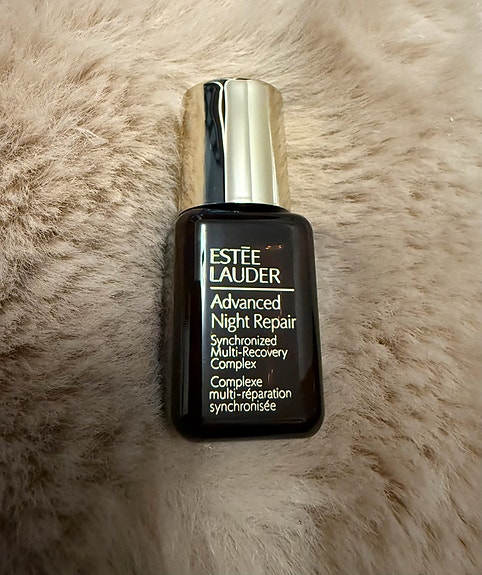 ESTĒE
LAUDER
Advanced
Night Repair
Synchronized
Multi-Recovery
Complex
Complexe
multi-réparation
synchronisée